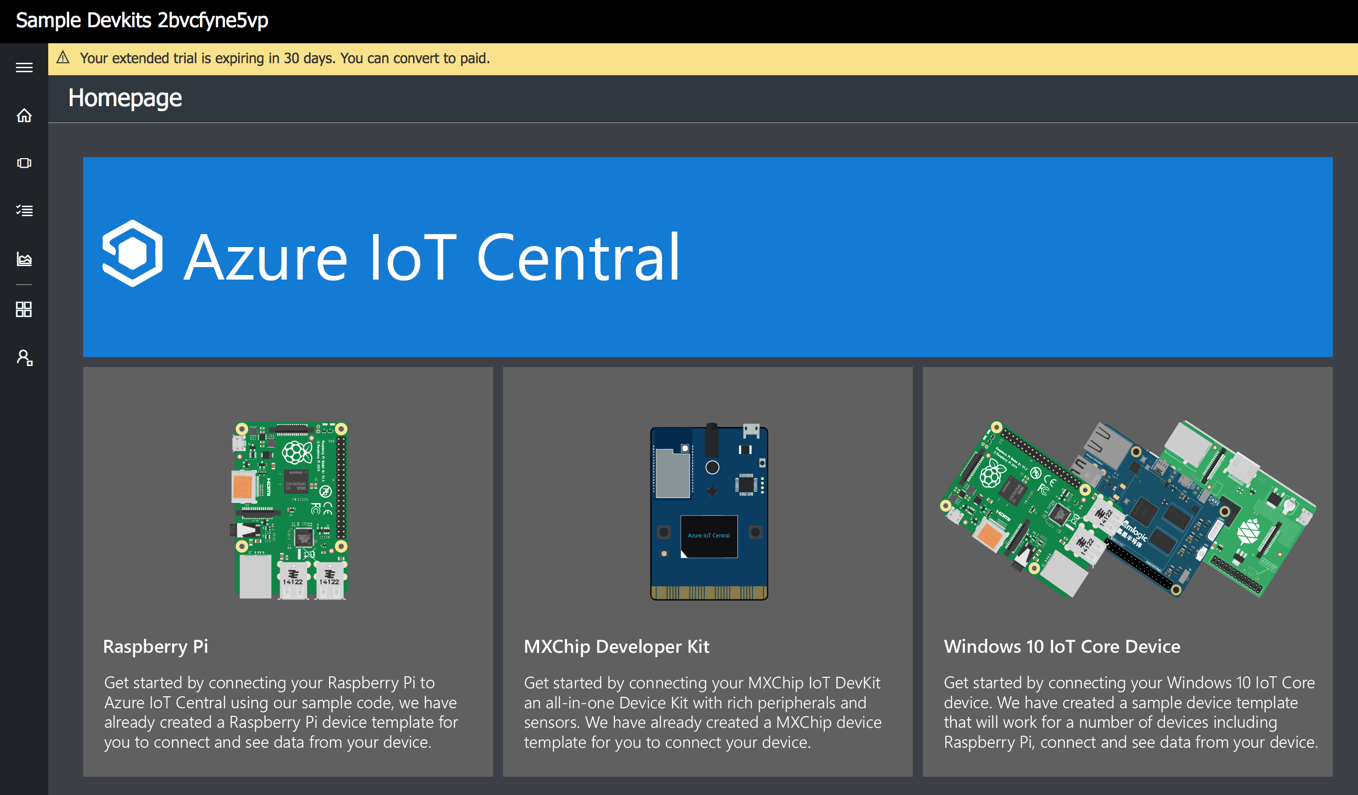 Sample Devkits 2bvcfyne5vp
Your extended trial is expiring in 30 days. You can convert to paid.
Homepage
Azure IoT Central
HDMI
14122
14122
Azure IoT Central
HDMI
14122
14122
Raspberry Pi
Get started by connecting your Raspberry Pi to
Azure IoT Central using our sample code, we have
already created a Raspberry Pi device template for
you to connect and see data from your device.
MXChip Developer Kit
Get started by connecting your MXChip IoT DevKit
an all-in-one Device Kit with rich peripherals and
sensors. We have already created a MXChip device
template for you to connect your device.
Windows 10 IoT Core Device
Get started by connecting your Windows 10 IoT Core
device. We have created a sample device template
that will work for a number of devices including
Raspberry Pi, connect and see data from your device.